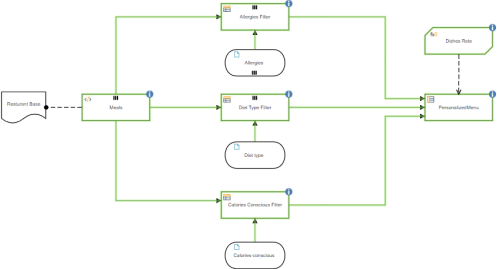 Allergies Filter
Dishes Rate
Allergies
Restaurant Base
Meals
Diet Type Filter
PersonalizedMenu
Diet type
Calories Conscious Filter
Calories-conscious